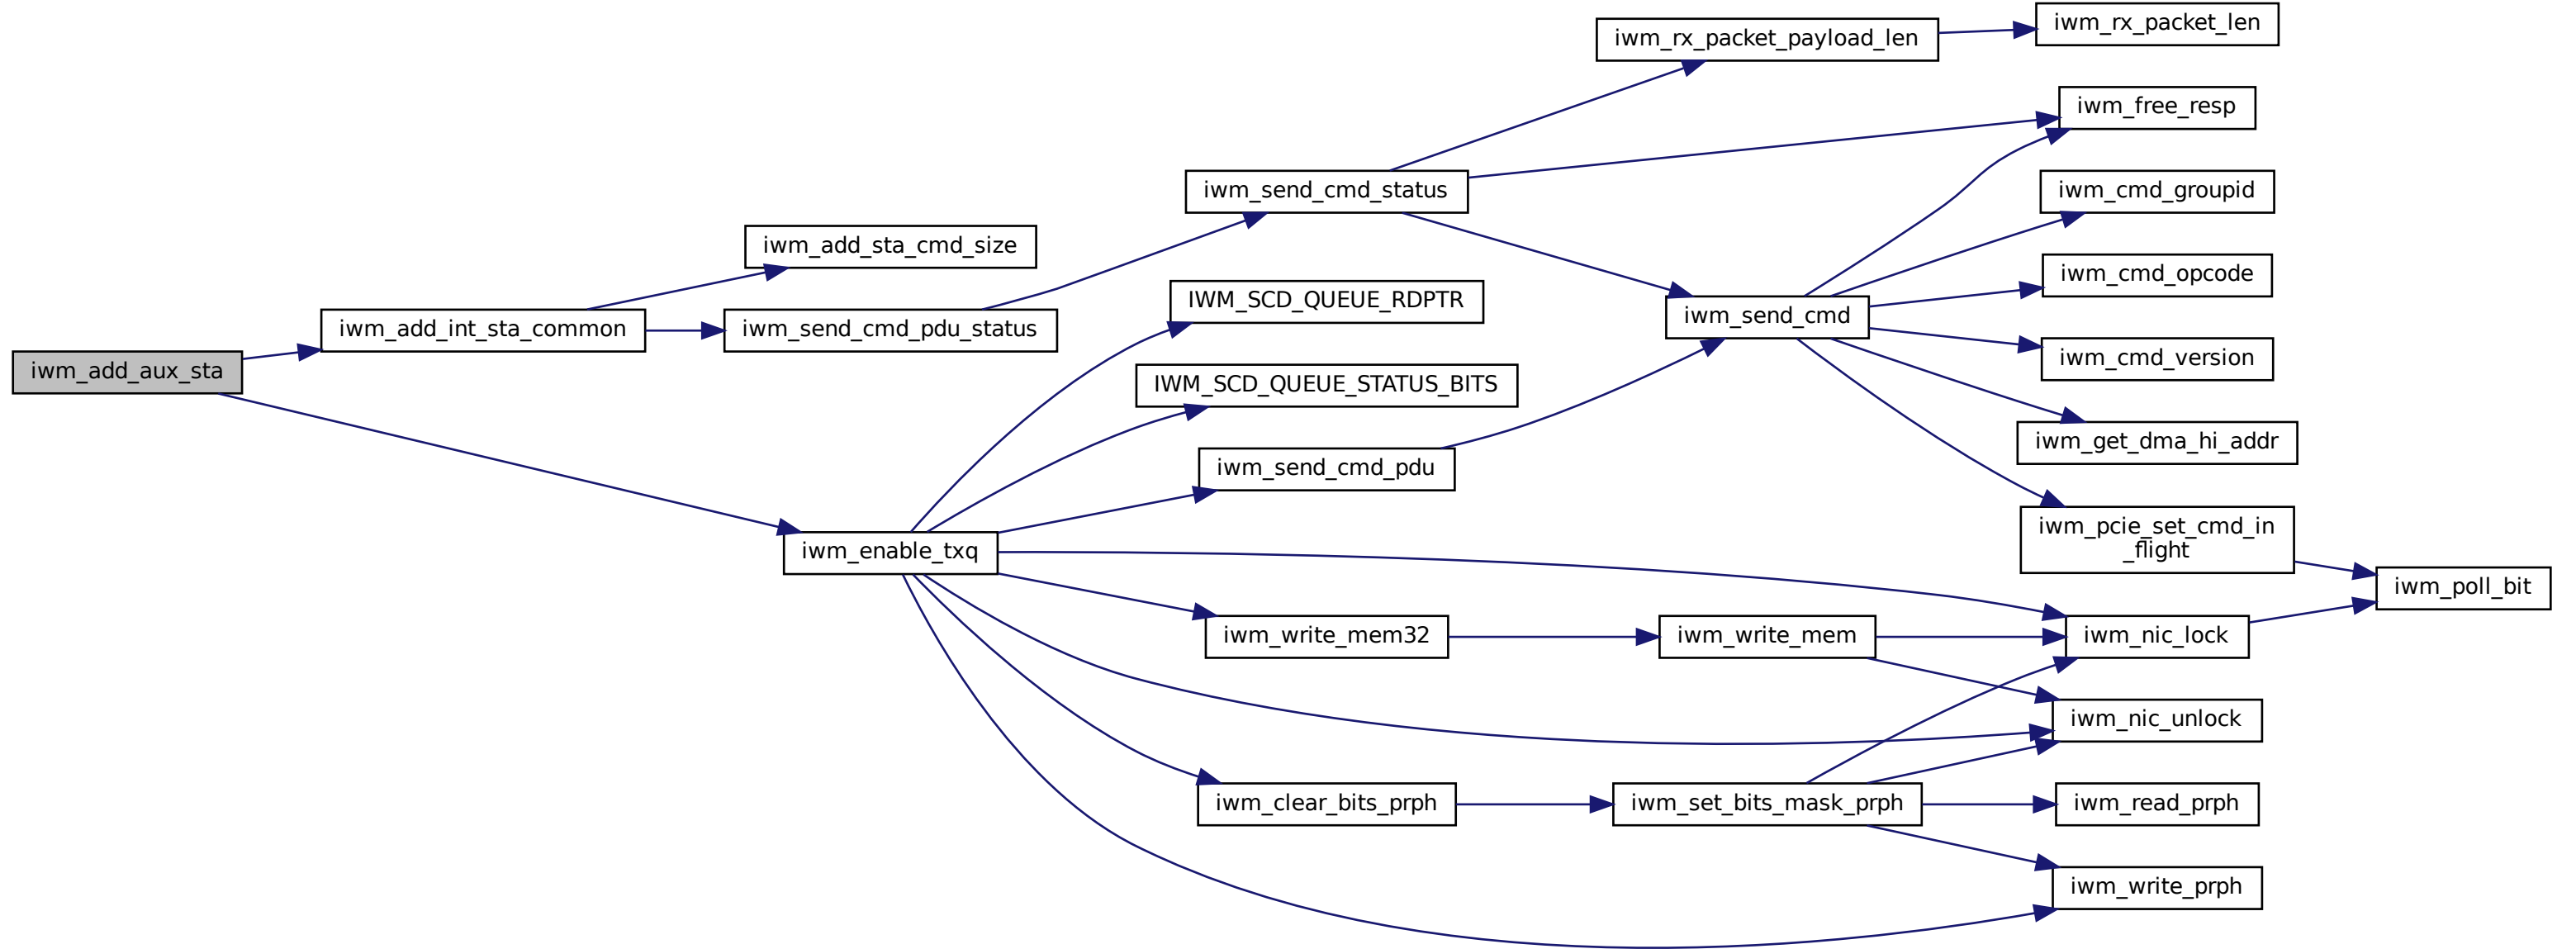 iwm_rx_packet_len
iwm_rx_packet_payload_len
iwm_free_resp
iwm_send_cmd_status
iwm_cmd_groupid
iwm_add_sta_cmd_size
iwm_cmd_opcode
IWM_SCD_QUEUE_RDPTR
iwm_send_cmd
iwm_add_int_sta_common
iwm_send_cmd_pdu_status
iwm_cmd_version
iwm_add_aux_sta
IWM_SCD_QUEUE_STATUS_BITS
iwm_get_dma_hi_addr
iwm_send_cmd_pdu
iwm_pcie_set_cmd_in
_flight
iwm_enable_txq
iwm_poll_bit
iwm_write_mem32
iwm_write_mem
iwm_nic_lock
iwm_nic_unlock
iwm_clear_bits_prph
iwm_set_bits_mask_prph
iwm_read_prph
iwm_write_prph